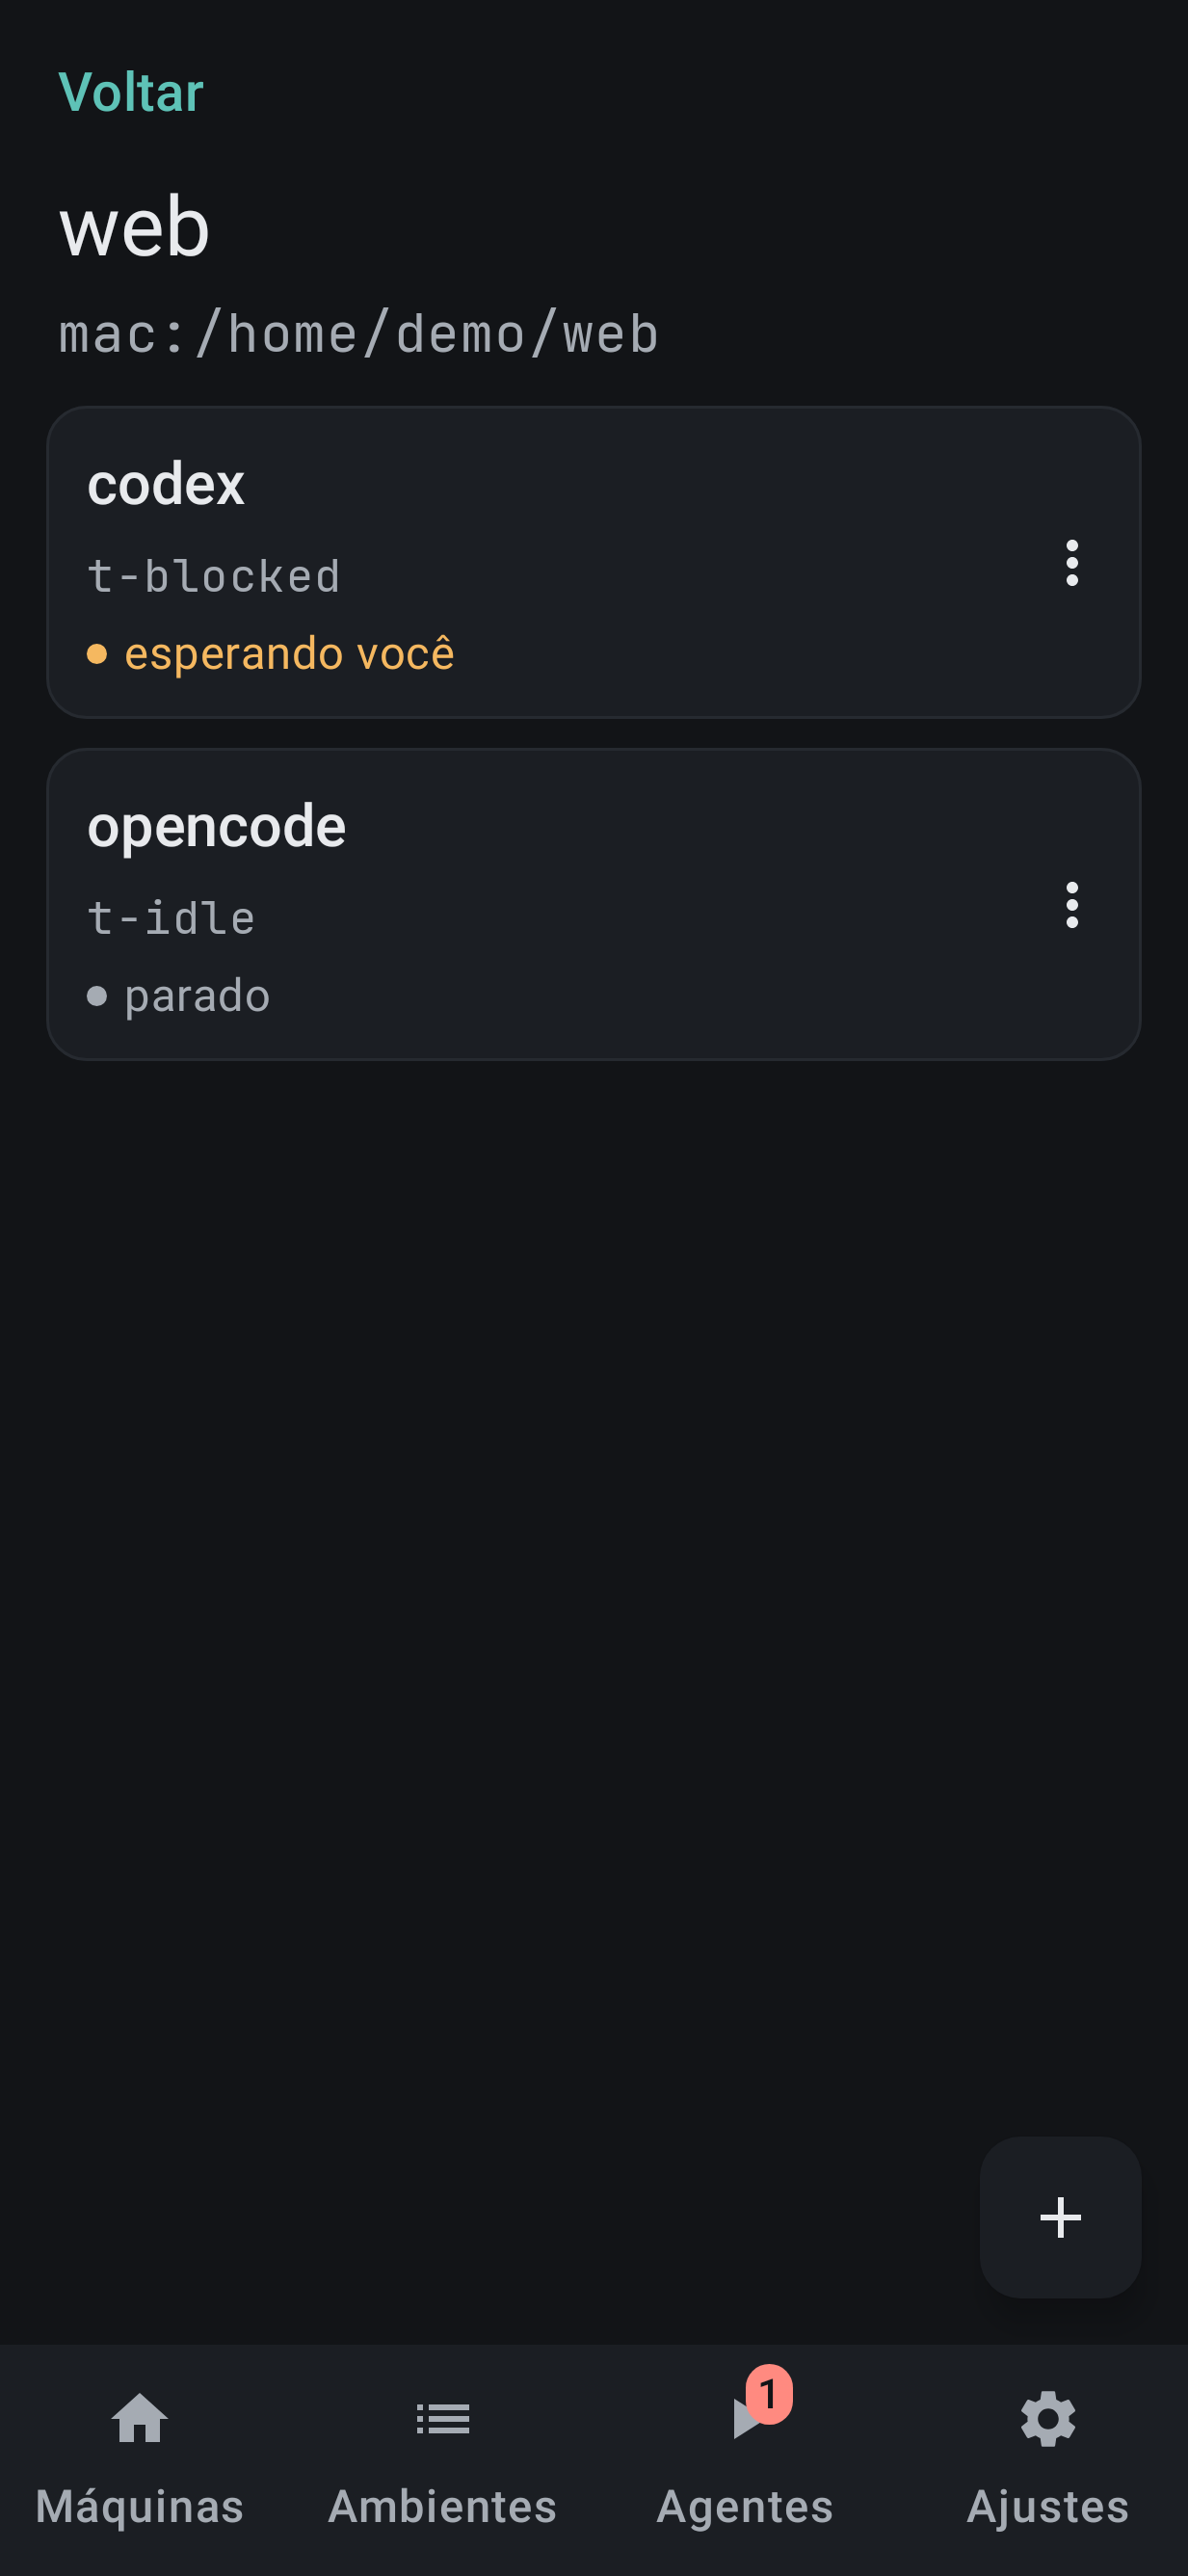 Voltar
web
mac:/home/demo/web
codex
t-blocked
esperando você
opencode
t-idle
parado
1
Máquinas
Ambientes
Agentes
Ajustes